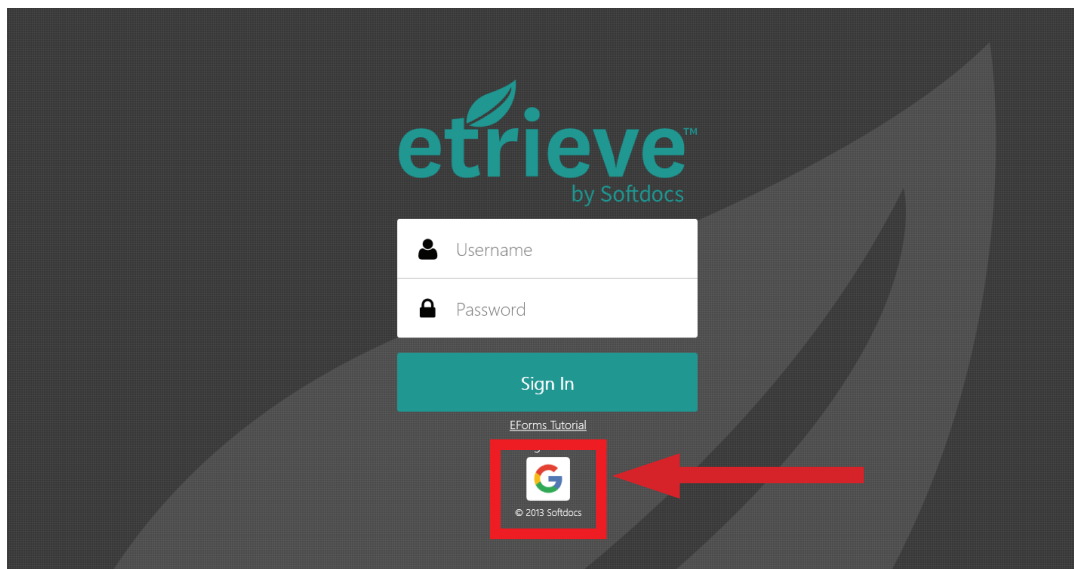 etrieve™
by Softdocs
Username
Password
Sign In
EForms Tutorial
© 2013 Softdocs